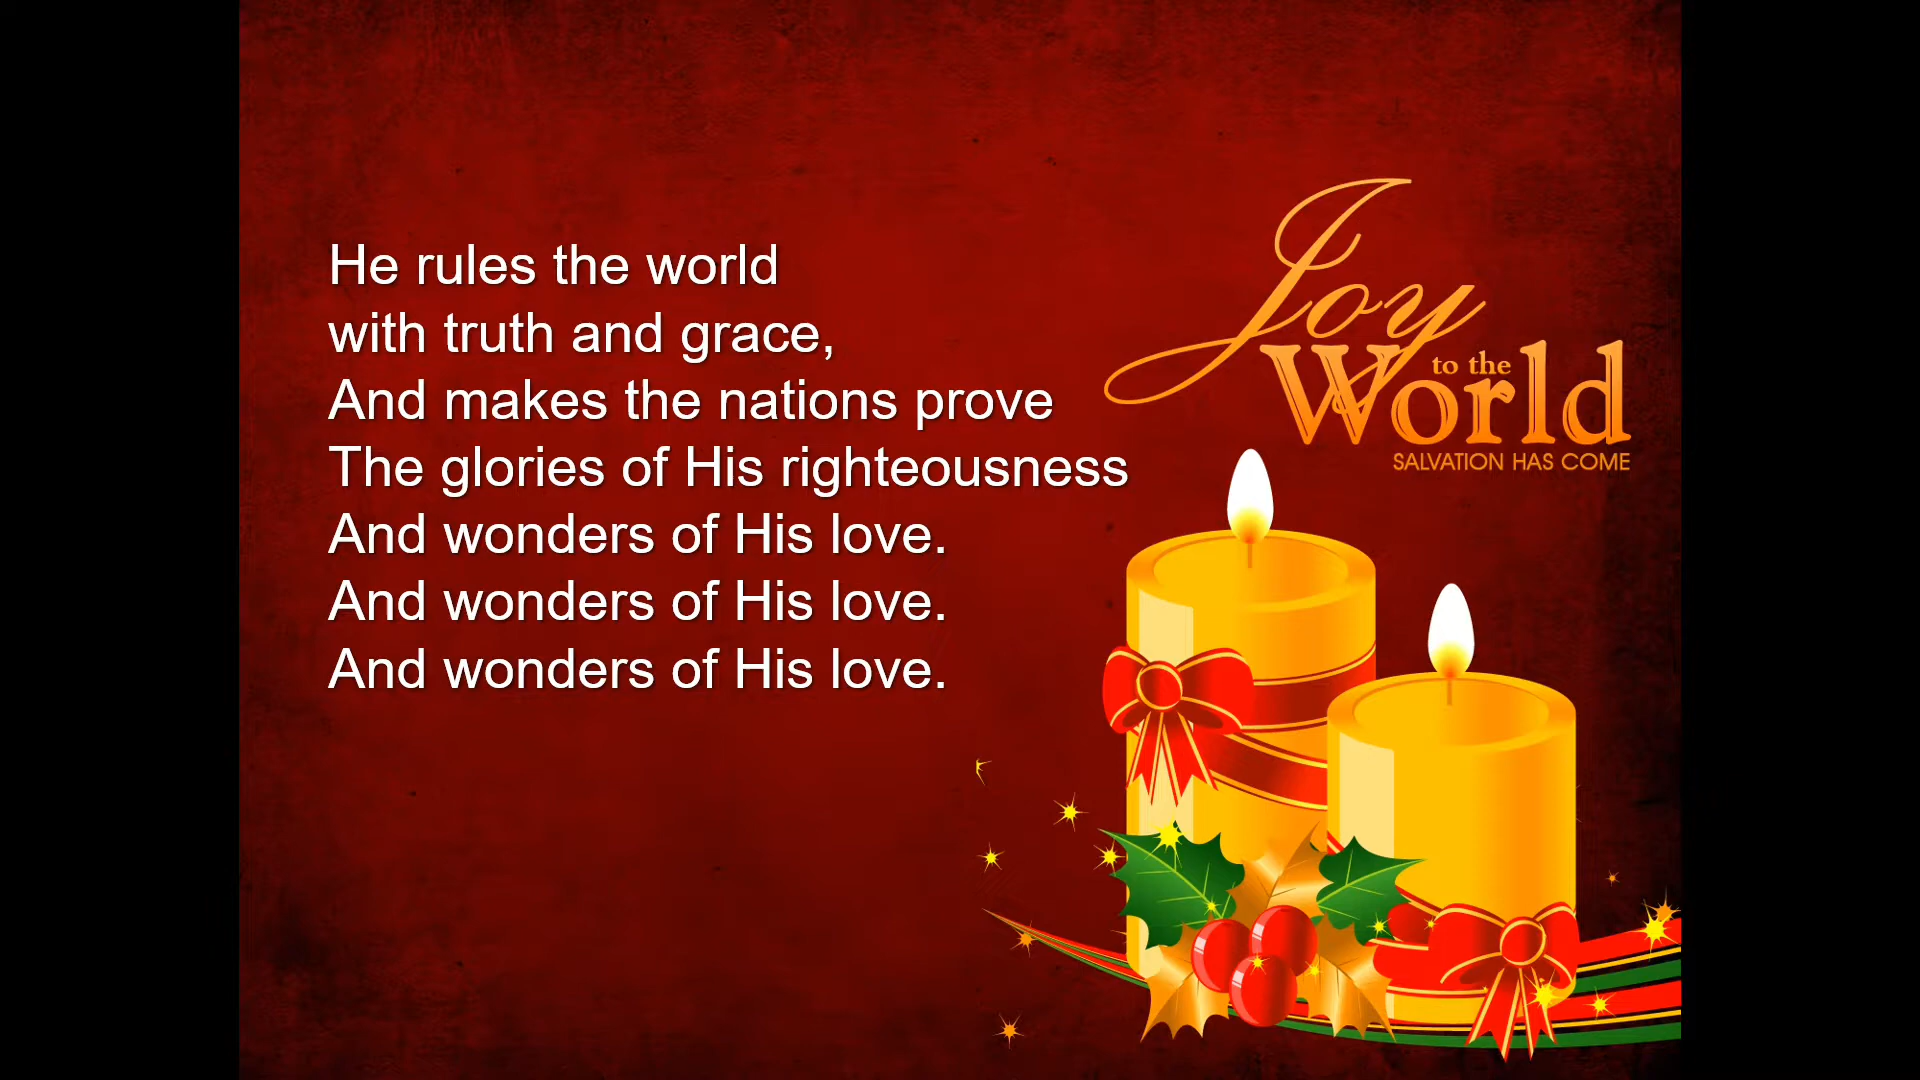 He rules the world
with truth and grace,
And makes the nations prove
The glories of His righteousness
And wonders of His love.
And wonders of His love.
And wonders of His love.
Joy
to the
World
SALVATION HAS COME